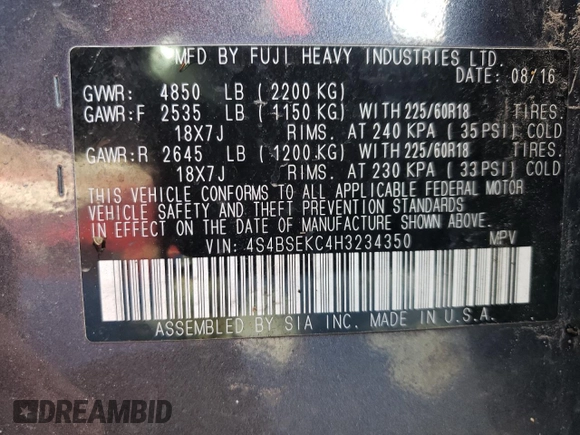 MFD BY FUJI HEAVY INDUSTRIES LTD.
DATE: 08/16
GVWR: 4850 LB (2200 KG)
GAWR:F 2535 LB (1150 KG) WITH 225/60R18 TIRES.
18X7J RIMS. AT 240 KPA (35 PSI) COLD
GAWR:R 2645 LB (1200 KG) WITH 225/60R18 TIRES.
18X7J RIMS. AT 230 KPA (33 PSI) COLD
THIS VEHICLE CONFORMS TO ALL APPLICABLE FEDERAL MOTOR
VEHICLE SAFETY AND THEFT PREVENTION STANDARDS
IN EFFECT ON THE DATE OF MANUFACTURE SHOWN ABOVE.
VIN: 4S4BSEKC4H3234350 MPV
ASSEMBLED BY SIA INC. MADE IN U.S.A.
DREAMBID